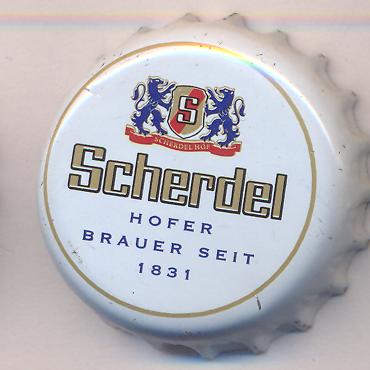 S
SCHERDEL HOF
Scherdel
HOFER
BRAUER SEIT
1831